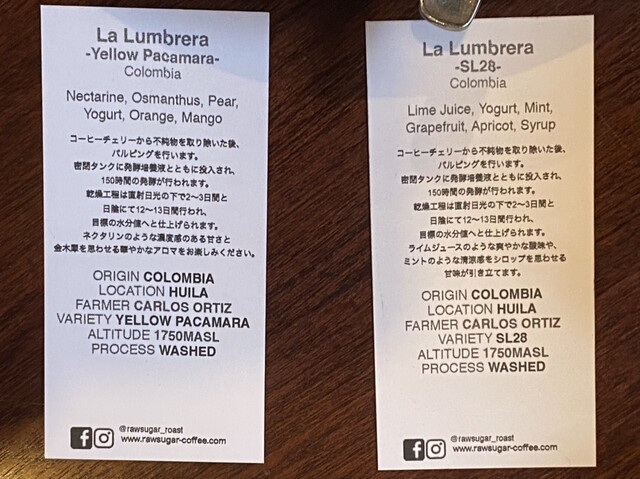 La Lumbrera
-Yellow Pacamara-
Colombia
Nectarine, Osmanthus, Pear,
Yogurt, Orange, Mango
コーヒーチェリーから不純物を取り除いた後、
パルピングを行います。
密閉タンクに発酵培養液とともに投入され、
150時間の発酵が行われます。
乾燥工程は直射日光の下で2〜3日間と
日陰にて12〜13日間行われ、
目標の水分値へと仕上げられます。
ネクタリンのような濃度感のある甘さと
金木犀を思わせる華やかなアロマをお楽しみください。
ORIGIN COLOMBIA
LOCATION HUILA
FARMER CARLOS ORTIZ
VARIETY YELLOW PACAMARA
ALTITUDE 1750MASL
PROCESS WASHED
@rawsugar_roast
www.rawsugar-coffee.com
La Lumbrera
-SL28-
Colombia
Lime Juice, Yogurt, Mint,
Grapefruit, Apricot, Syrup
コーヒーチェリーから不純物を取り除いた後、
パルピングを行います。
密閉タンクに発酵培養液とともに投入され、
150時間の発酵が行われます。
乾燥工程は直射日光の下で2〜3日間と
日陰にて12〜13日間行われ、
目標の水分値へと仕上げられます。
ライムジュースのような爽やかな酸味や、
ミントのような清涼感をシロップを思わせる
甘味が引き立てます。
ORIGIN COLOMBIA
LOCATION HUILA
FARMER CARLOS ORTIZ
VARIETY SL28
ALTITUDE 1750MASL
PROCESS WASHED
@rawsugar_roast
www.rawsugar-coffee.com